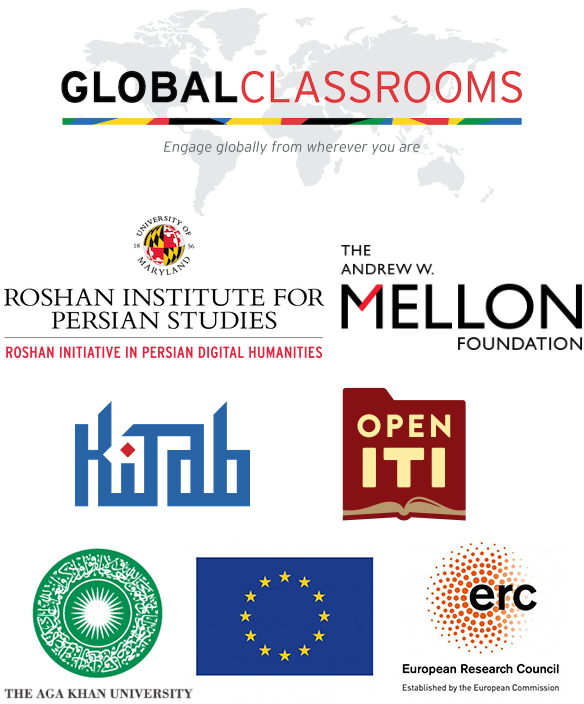 GLOBALCLASSROOMS
Engage globally from wherever you are
UNIVERSITY OF
18 56
MARYLAND
ROSHAN INSTITUTE FOR
PERSIAN STUDIES
ROSHAN INITIATIVE IN PERSIAN DIGITAL HUMANITIES
THE
ANDREW W.
MELLON
FOUNDATION
KiTab
OPEN
ITI
THE AGA KHAN UNIVERSITY
erc
European Research Council
Established by the European Commission